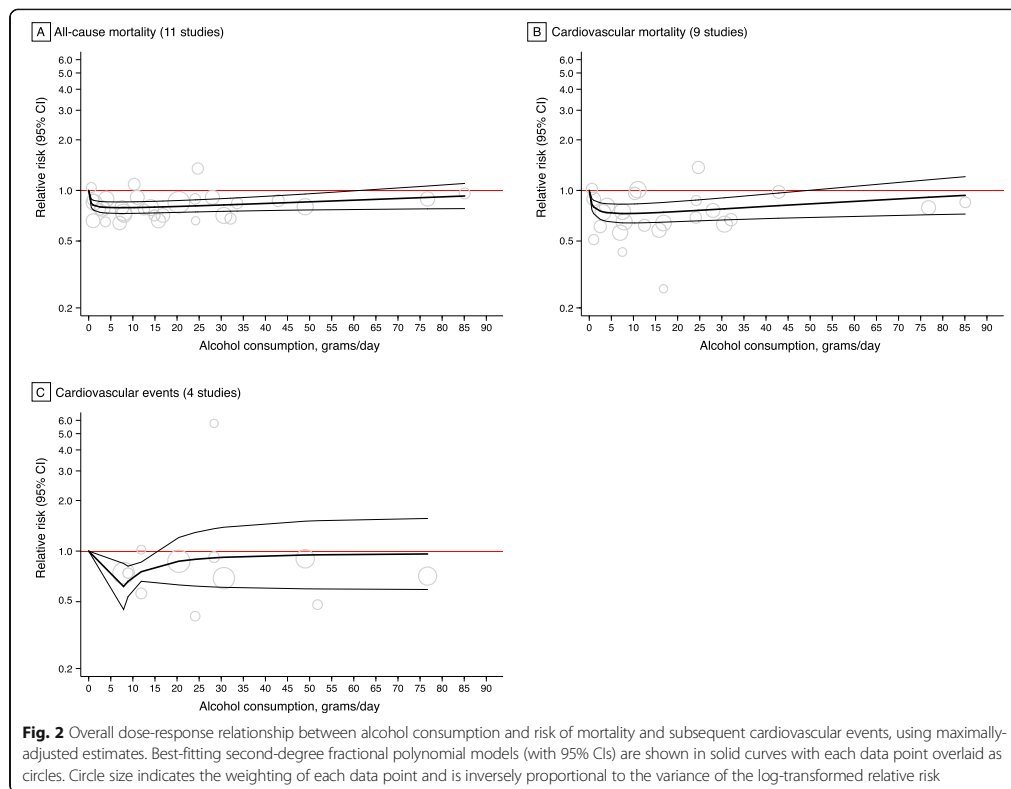 A All-cause mortality (11 studies)
6.0
5.0
4.0
3.0
2.0
1.0
0.5
0.2
Relative risk (95% CI)
0 5 10 15 20 25 30 35 40 45 50 55 60 65 70 75 80 85 90
Alcohol consumption, grams/day
B Cardiovascular mortality (9 studies)
6.0
5.0
4.0
3.0
2.0
1.0
0.5
0.2
Relative risk (95% CI)
0 5 10 15 20 25 30 35 40 45 50 55 60 65 70 75 80 85 90
Alcohol consumption, grams/day
C Cardiovascular events (4 studies)
6.0
5.0
4.0
3.0
2.0
1.0
0.5
0.2
Relative risk (95% CI)
0 5 10 15 20 25 30 35 40 45 50 55 60 65 70 75 80 85 90
Alcohol consumption, grams/day
Fig. 2 Overall dose-response relationship between alcohol consumption and risk of mortality and subsequent cardiovascular events, using maximally-
adjusted estimates. Best-fitting second-degree fractional polynomial models (with 95% CIs) are shown in solid curves with each data point overlaid as
circles. Circle size indicates the weighting of each data point and is inversely proportional to the variance of the log-transformed relative risk